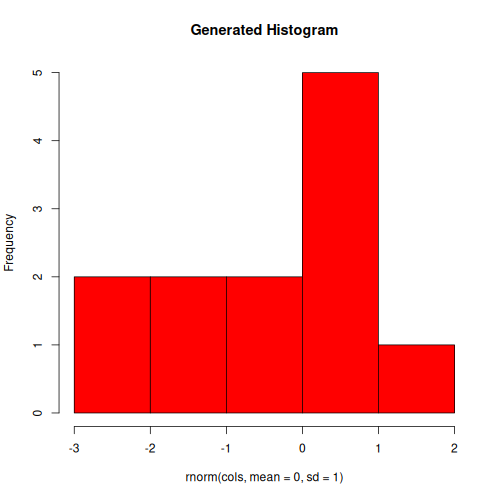 Generated Histogram
Frequency
5
4
3
2
1
0
-3 -2 -1 0 1 2
rnorm(cols, mean = 0, sd = 1)